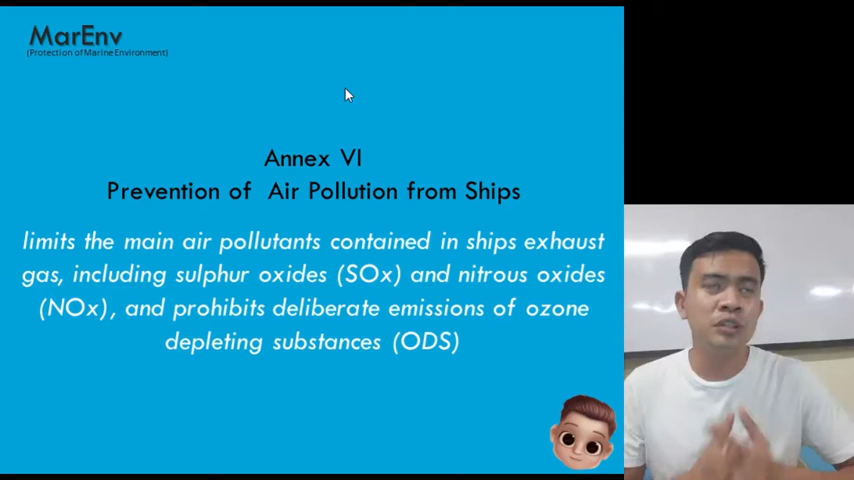 MarEnv
(Protection of Marine Environment)
Annex VI
Prevention of Air Pollution from Ships
limits the main air pollutants contained in ships exhaust
gas, including sulphur oxides (SOx) and nitrous oxides
(NOx), and prohibits deliberate emissions of ozone
depleting substances (ODS)